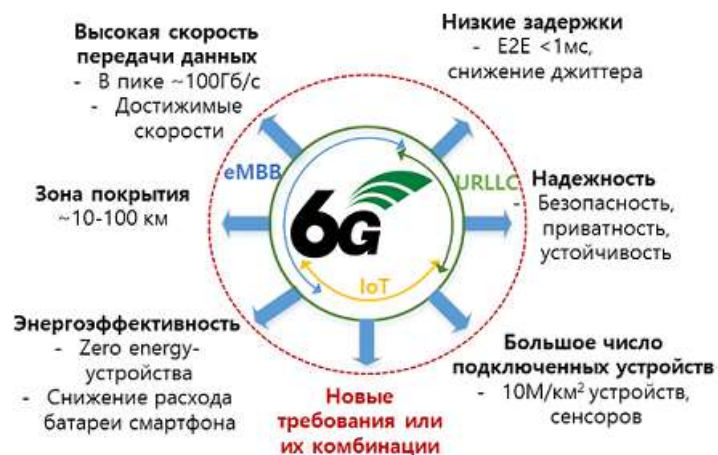 Высокая скорость
передачи данных
- В пике ~100Гб/с
- Достижимые
скорости
Низкие задержки
- E2E <1мс,
снижение джиттера
Зона покрытия
~10-100 км
eMBB
6G
URLLC
IoT
Надежность
- Безопасность,
приватность,
устойчивость
Энергоэффективность
- Zero energy-
устройства
- Снижение расхода
батареи смартфона
Новые
требования или
их комбинации
Большое число
подключенных устройств
- 10М/км² устройств,
сенсоров